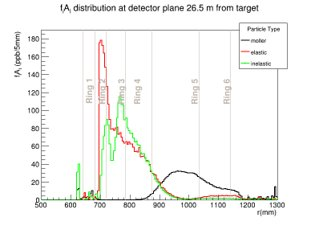 fᵢAᵢ distribution at detector plane 26.5 m from target
Particle Type
moller
elastic
inelastic
fᵢAᵢ (ppb/5mm)
180
160
140
120
100
80
60
40
20
0
Ring 1
Ring 2
Ring 3
Ring 4
Ring 5
Ring 6
500 600 700 800 900 1000 1100 1200 1300
r(mm)